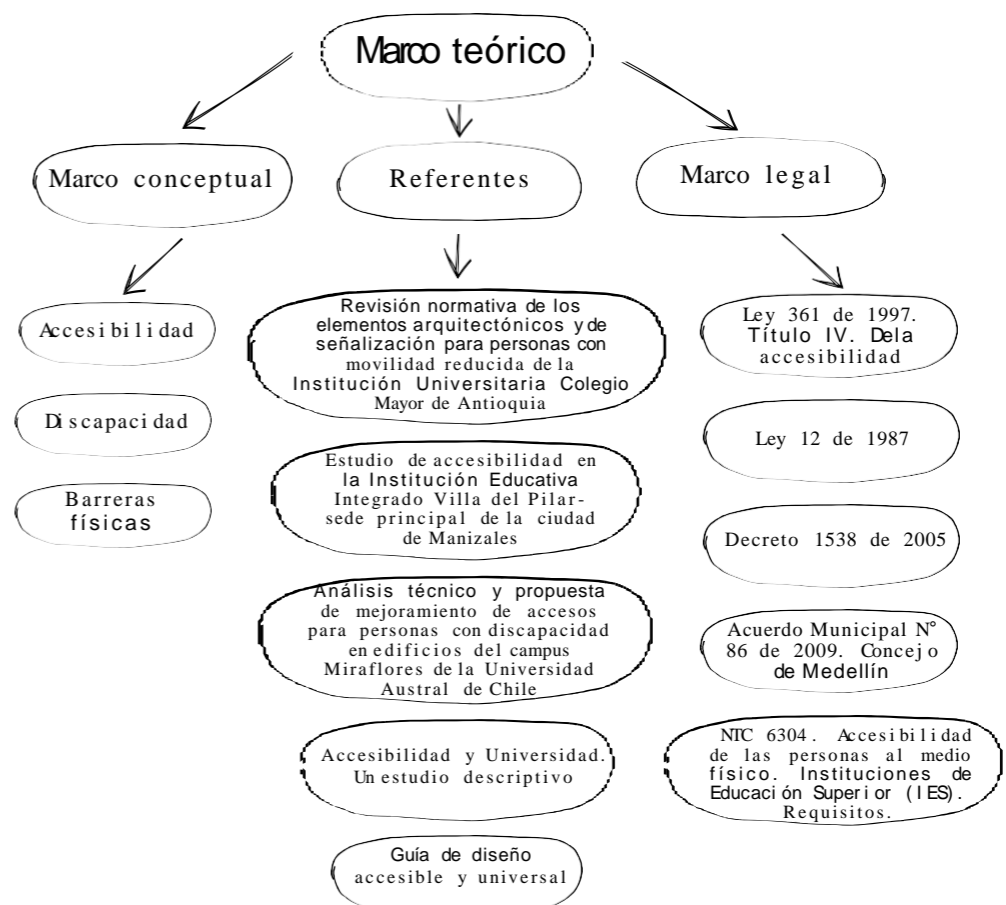 Marco teórico
Marco conceptual
Referentes
Marco legal
Accesibilidad
Discapacidad
Barreras
físicas
Revisión normativa de los
elementos arquitectónicos y de
señalización para personas con
movilidad reducida de la
Institución Universitaria Colegio
Mayor de Antioquia
Estudio de accesibilidad en
la Institución Educativa
Integrado Villa del Pilar-
sede principal de la ciudad
de Manizales
Análisis técnico y propuesta
de mejoramiento de accesos
para personas con discapacidad
en edificios del campus
Miraflores de la Universidad
Austral de Chile
Accesibilidad y Universidad.
Un estudio descriptivo
Guía de diseño
accesible y universal
Ley 361 de 1997.
Título IV. De la
accesibilidad
Ley 12 de 1987
Decreto 1538 de 2005
Acuerdo Municipal N°
86 de 2009. Concejo
de Medellín
NTC 6304. Accesibilidad
de las personas al medio
físico. Instituciones de
Educación Superior (IES).
Requisitos.